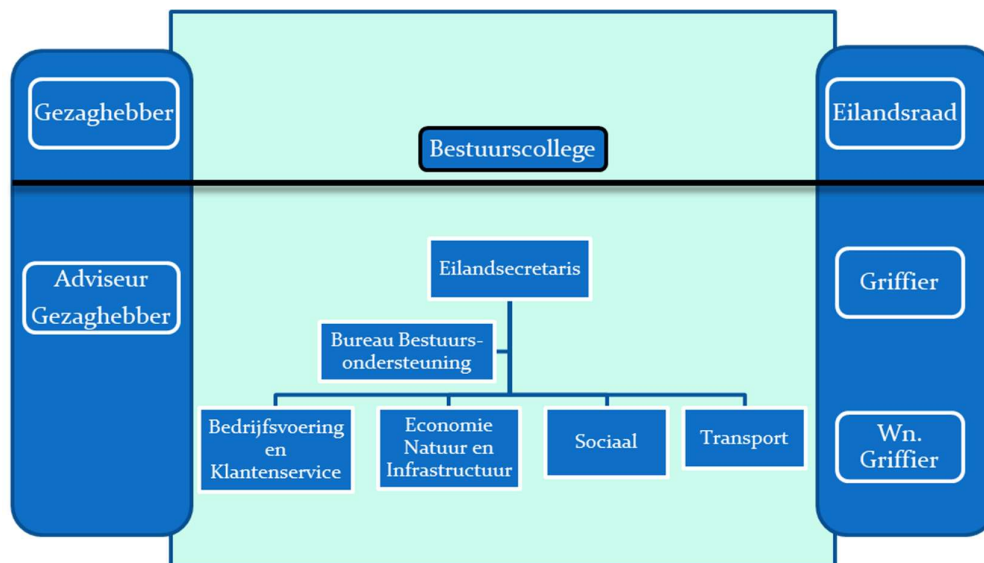 Gezaghebber
Eilandsraad
Bestuurscollege
Eilandsecretaris
Adviseur
Gezaghebber
Griffier
Bureau Bestuurs-
ondersteuning
Bedrijfsvoering
en
Klantenservice
Economie
Natuur en
Infrastructuur
Sociaal
Transport
Wn.
Griffier